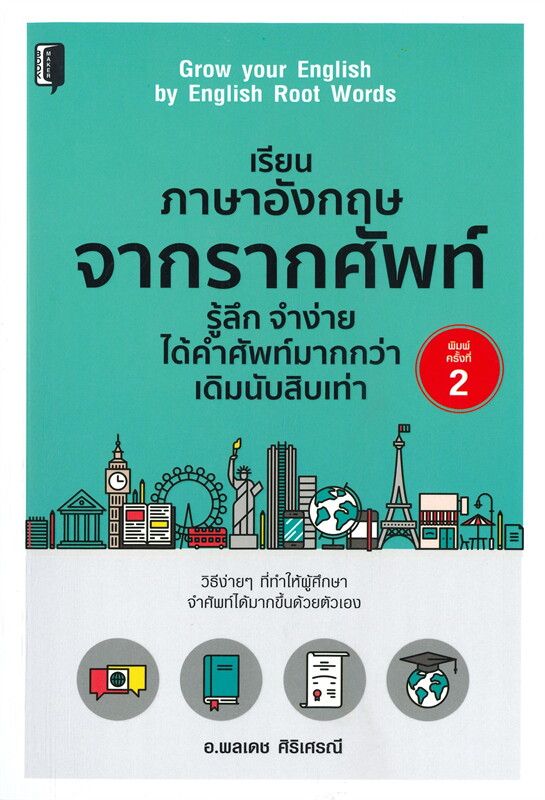 BOOK
MAKER
Grow your English
by English Root Words
เรียน
ภาษาอังกฤษ
จากรากศัพท์
รู้ลึก จำง่าย
ได้คำศัพท์มากกว่า
เดิมนับสิบเท่า
พิมพ์
ครั้งที่
2
วิธีง่ายๆ ที่ทำให้ผู้ศึกษา
จำศัพท์ได้มากขึ้นด้วยตัวเอง
อ.พลเดช ศิริเศรณี